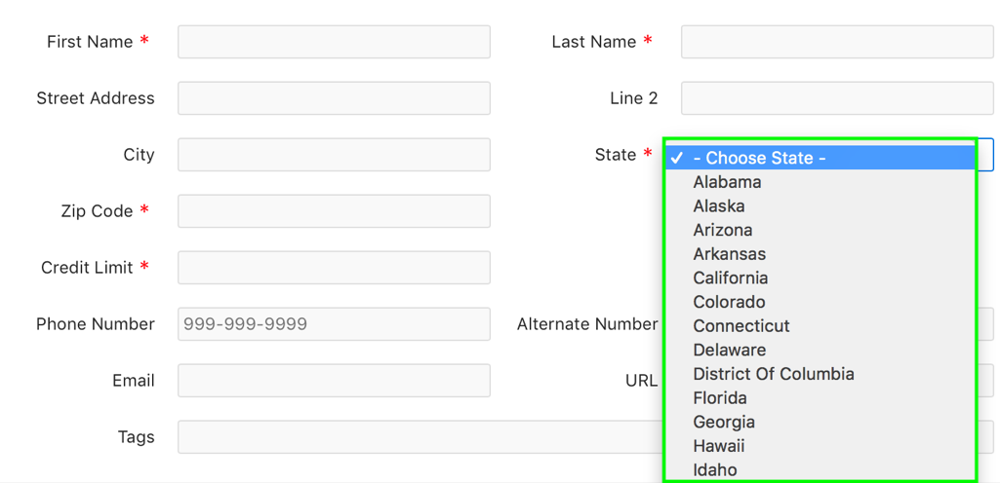 First Name * Last Name *
Street Address Line 2
City State * ✓ - Choose State -
Alabama
Alaska
Zip Code *
Arizona
Arkansas
Credit Limit *
California
Colorado
Phone Number 999-999-9999 Alternate Number Connecticut
Delaware
Email URL District Of Columbia
Florida
Tags Georgia
Hawaii
Idaho